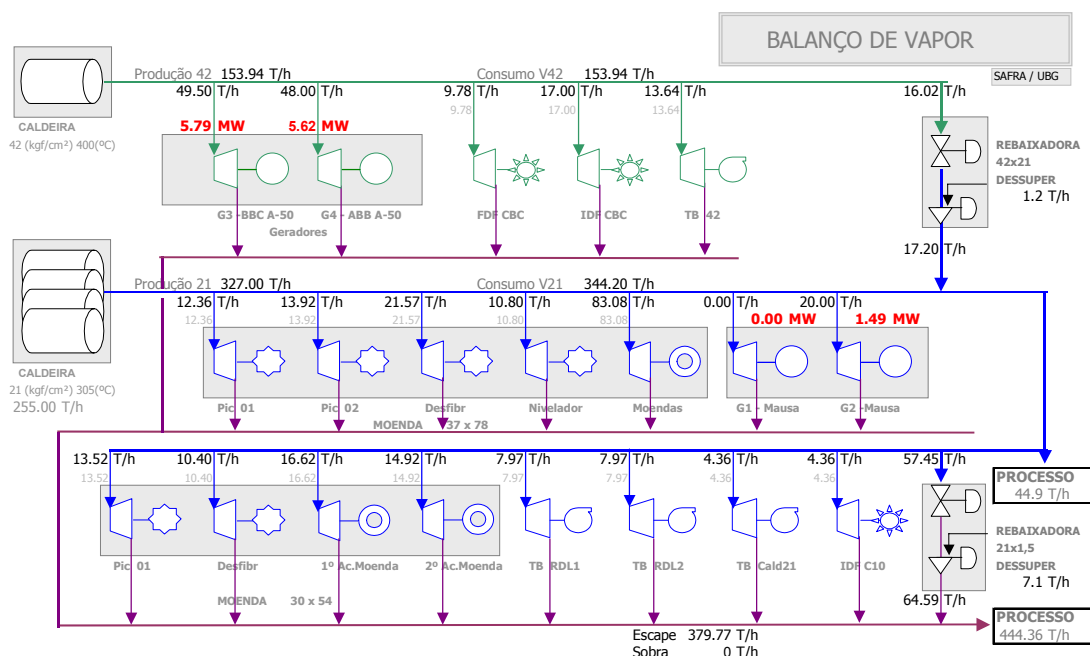 BALANÇO DE VAPOR
SAFRA / UBG
Produção 42 153.94 T/h
Consumo V42 153.94 T/h
49.50 T/h 48.00 T/h 9.78 T/h 17.00 T/h 13.64 T/h 16.02 T/h
9.78 17.00 13.64
5.79 MW 5.62 MW
CALDEIRA
42 (kgf/cm²) 400(ºC)
REBAIXADORA
42x21
DESSUPER
1.2 T/h
G3 -BBC A-50 G4 - ABB A-50 FDF CBC IDF CBC TB 42
Geradores
17.20 T/h
Produção 21 327.00 T/h
Consumo V21 344.20 T/h
12.36 T/h 13.92 T/h 21.57 T/h 10.80 T/h 83.08 T/h 0.00 T/h 20.00 T/h
12.36 13.92 21.57 10.80 83.08
0.00 MW 1.49 MW
CALDEIRA
21 (kgf/cm²) 305(ºC)
255.00 T/h
Pic 01 Pic 02 Desfibr Nivelador Moendas G1 - Mausa G2 -Mausa
MOENDA 37 x 78
13.52 T/h 10.40 T/h 16.62 T/h 14.92 T/h 7.97 T/h 7.97 T/h 4.36 T/h 4.36 T/h 57.45 T/h
13.52 10.40 16.62 14.92 7.97 7.97 4.36 4.36
PROCESSO
44.9 T/h
REBAIXADORA
21x1,5
DESSUPER
7.1 T/h
Pic 01 Desfibr 1º Ac.Moenda 2º Ac.Moenda TB RDL1 TB RDL2 TB Cald21 IDF C10
MOENDA 30 x 54
64.59 T/h
PROCESSO
444.36 T/h
Escape 379.77 T/h
Sobra 0 T/h